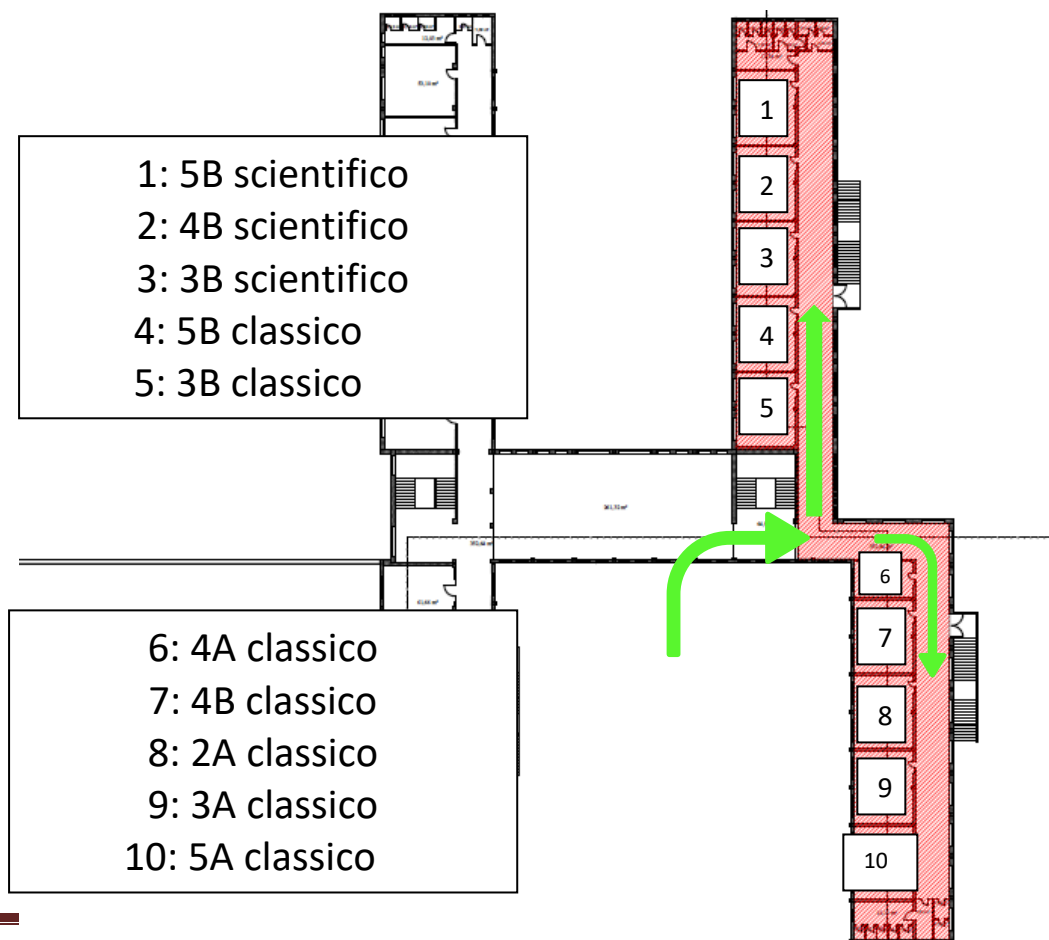 1: 5B scientifico
2: 4B scientifico
3: 3B scientifico
4: 5B classico
5: 3B classico
6: 4A classico
7: 4B classico
8: 2A classico
9: 3A classico
10: 5A classico
1
2
3
4
5
6
7
8
9
10